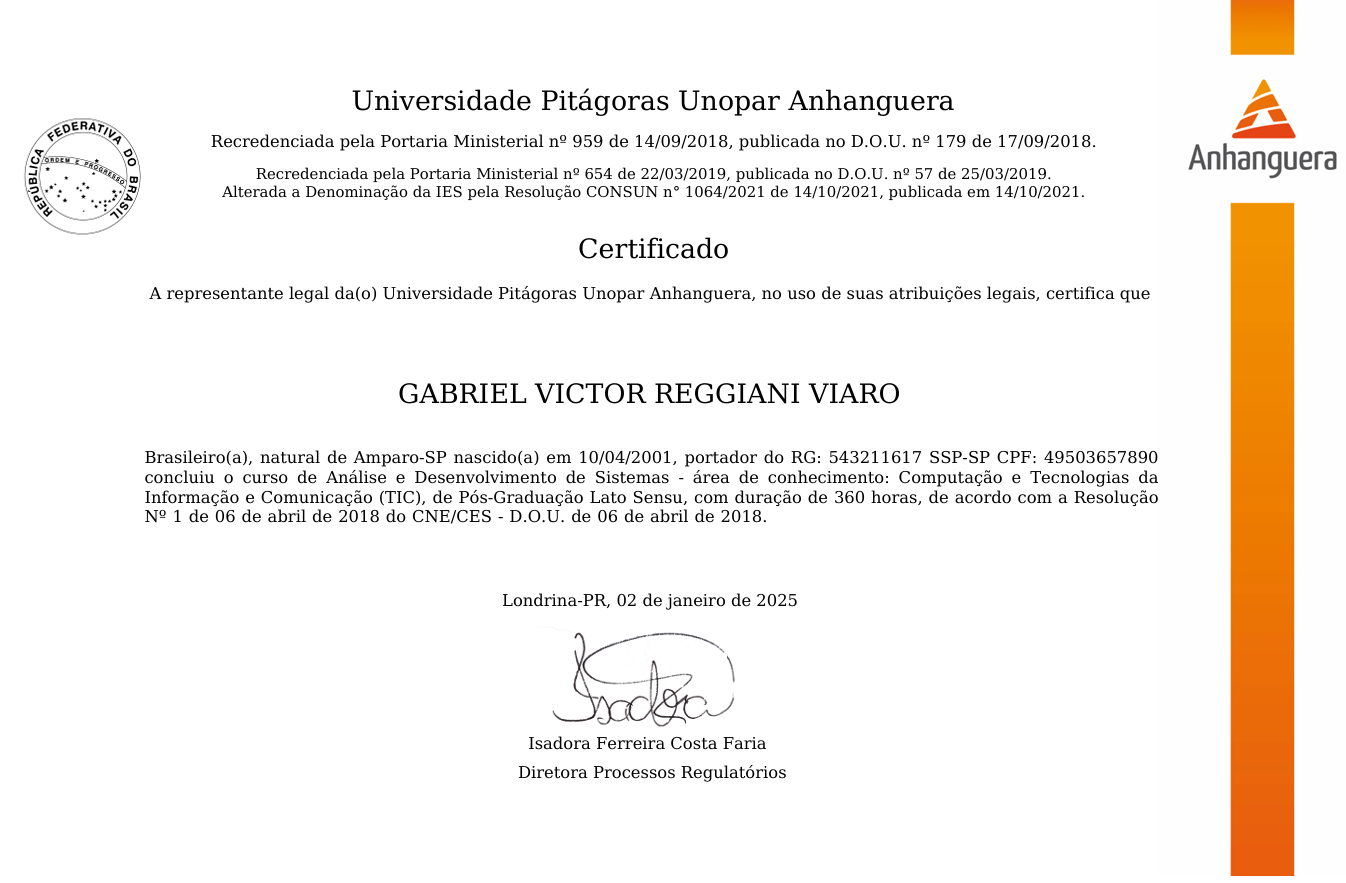 Universidade Pitágoras Unopar Anhanguera
Recredenciada pela Portaria Ministerial nº 959 de 14/09/2018, publicada no D.O.U. nº 179 de 17/09/2018.
Recredenciada pela Portaria Ministerial nº 654 de 22/03/2019, publicada no D.O.U. nº 57 de 25/03/2019.
Alterada a Denominação da IES pela Resolução CONSUN n° 1064/2021 de 14/10/2021, publicada em 14/10/2021.
REPÚBLICA FEDERATIVA DO BRASIL
ORDEM E PROGRESSO
Anhanguera
Certificado
A representante legal da(o) Universidade Pitágoras Unopar Anhanguera, no uso de suas atribuições legais, certifica que
GABRIEL VICTOR REGGIANI VIARO
Brasileiro(a), natural de Amparo-SP nascido(a) em 10/04/2001, portador do RG: 543211617 SSP-SP CPF: 49503657890
concluiu o curso de Análise e Desenvolvimento de Sistemas - área de conhecimento: Computação e Tecnologias da
Informação e Comunicação (TIC), de Pós-Graduação Lato Sensu, com duração de 360 horas, de acordo com a Resolução
Nº 1 de 06 de abril de 2018 do CNE/CES - D.O.U. de 06 de abril de 2018.
Londrina-PR, 02 de janeiro de 2025
Isadora
Isadora Ferreira Costa Faria
Diretora Processos Regulatórios